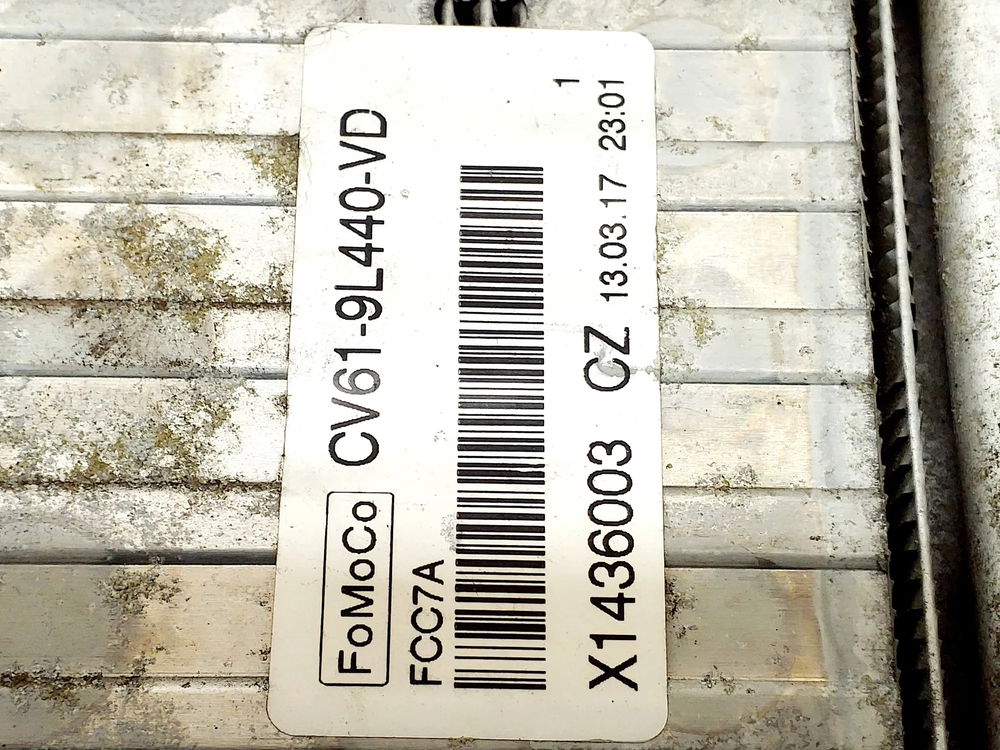 FoMoCo CV61-9L440-VD
FCC7A
X1436003 CZ 13.03.17 23:01
1